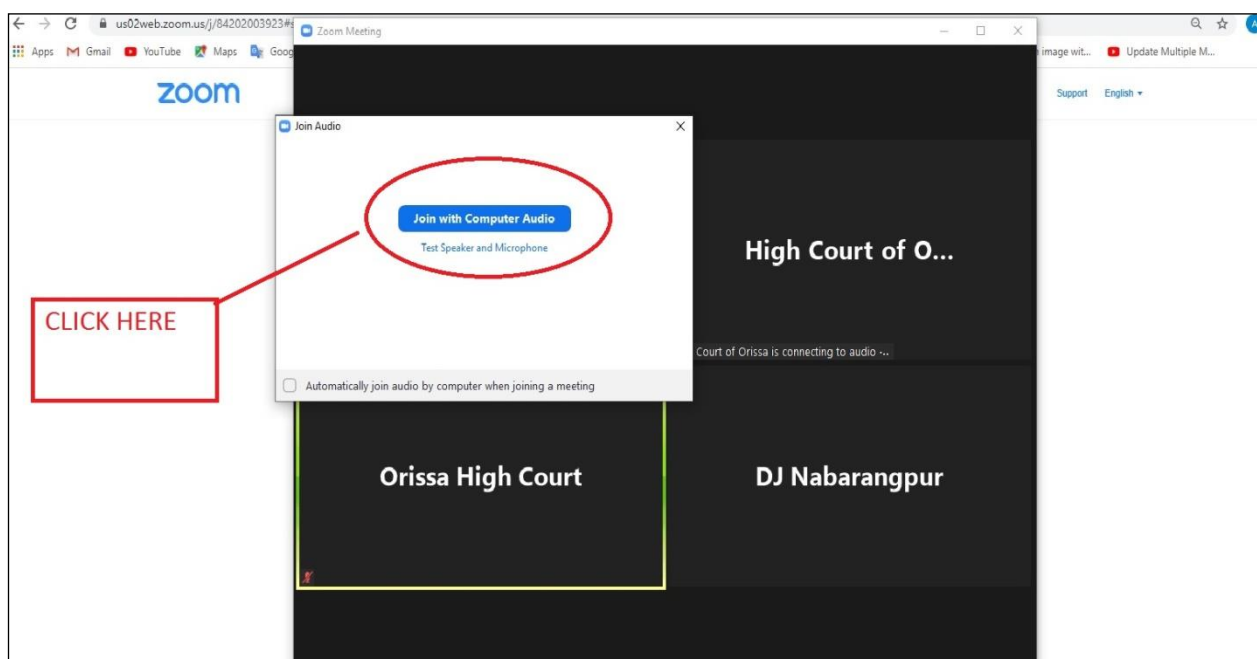 us02web.zoom.us/j/84202003923#s
Zoom Meeting
Apps Gmail YouTube Maps Goog
image wit... Update Multiple M...
zoom
Support English
Join Audio
Join with Computer Audio
Test Speaker and Microphone
High Court of O...
CLICK HERE
Court of Orissa is connecting to audio -..
Automatically join audio by computer when joining a meeting
Orissa High Court
DJ Nabarangpur